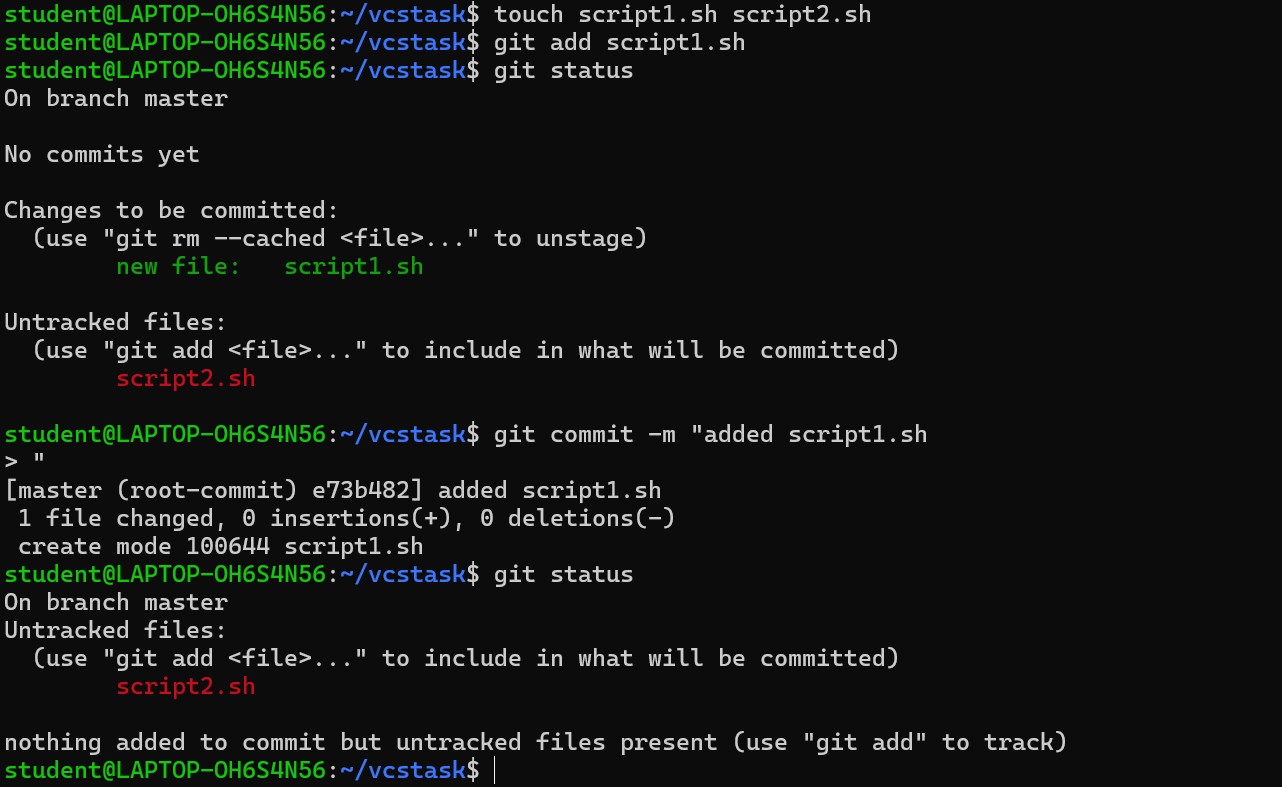 student@LAPTOP-OH6S4N56:~/vcstask$ touch script1.sh script2.sh
student@LAPTOP-OH6S4N56:~/vcstask$ git add script1.sh
student@LAPTOP-OH6S4N56:~/vcstask$ git status
On branch master

No commits yet

Changes to be committed:
  (use "git rm --cached <file>..." to unstage)
        new file:   script1.sh

Untracked files:
  (use "git add <file>..." to include in what will be committed)
        script2.sh

student@LAPTOP-OH6S4N56:~/vcstask$ git commit -m "added script1.sh
> "
[master (root-commit) e73b482] added script1.sh
 1 file changed, 0 insertions(+), 0 deletions(-)
 create mode 100644 script1.sh
student@LAPTOP-OH6S4N56:~/vcstask$ git status
On branch master
Untracked files:
  (use "git add <file>..." to include in what will be committed)
        script2.sh

nothing added to commit but untracked files present (use "git add" to track)
student@LAPTOP-OH6S4N56:~/vcstask$